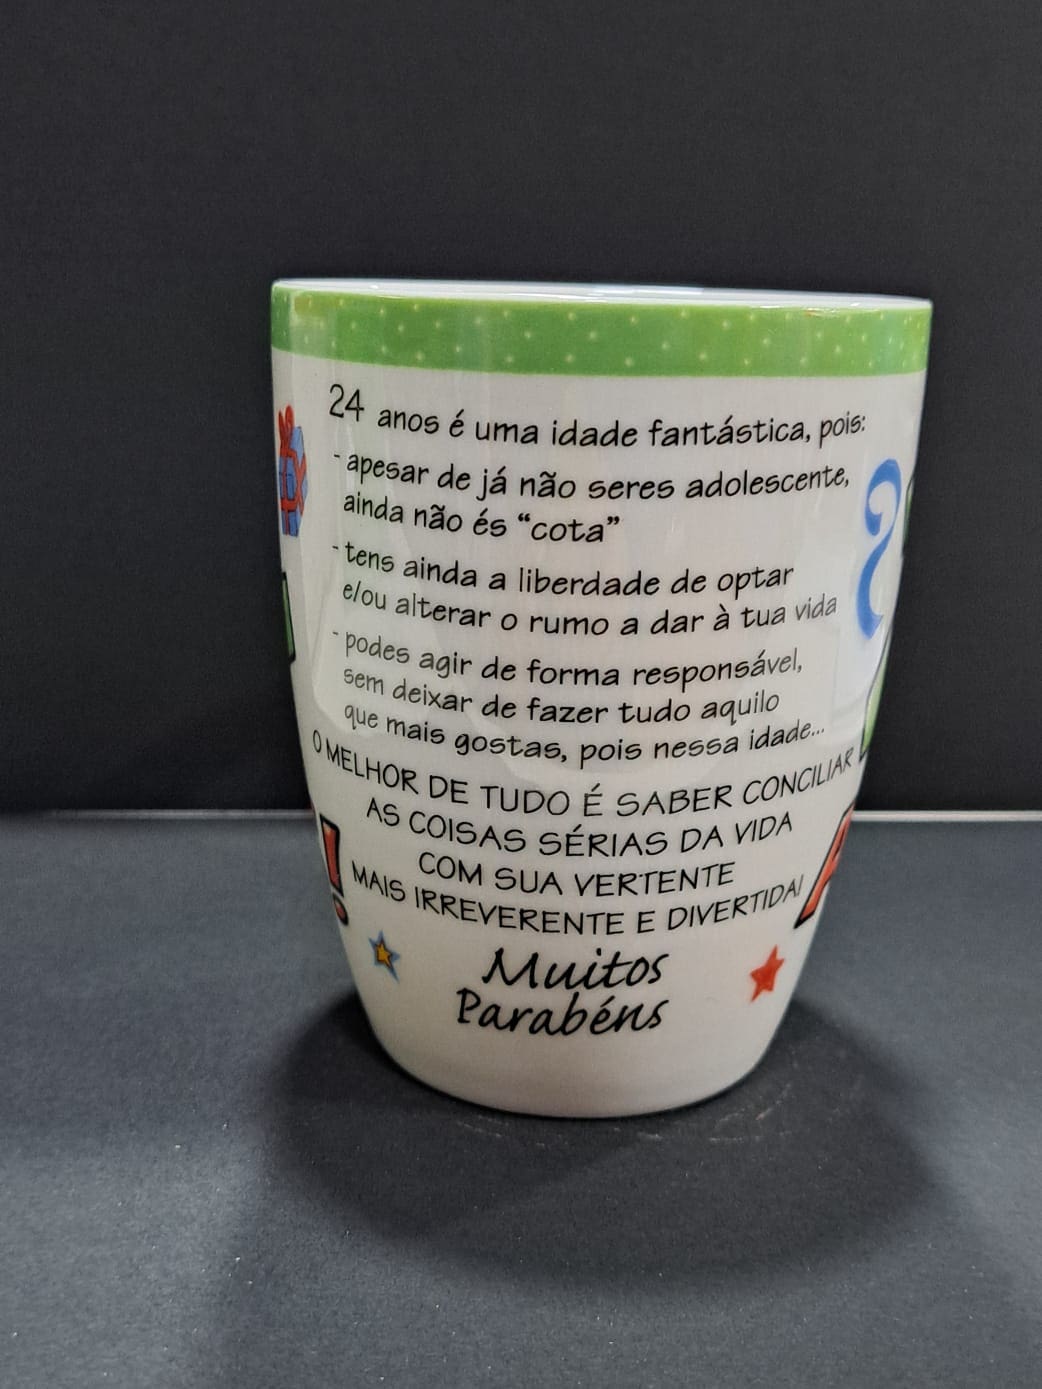 24 anos é uma idade fantástica, pois:
- apesar de já não seres adolescente,
ainda não és “cota”
- tens ainda a liberdade de optar
e/ou alterar o rumo a dar à tua vida
- podes agir de forma responsável,
sem deixar de fazer tudo aquilo
que mais gostas, pois nessa idade...
O MELHOR DE TUDO É SABER CONCILIAR
AS COISAS SÉRIAS DA VIDA
COM SUA VERTENTE
MAIS IRREVERENTE E DIVERTIDA!
Muitos
Parabéns